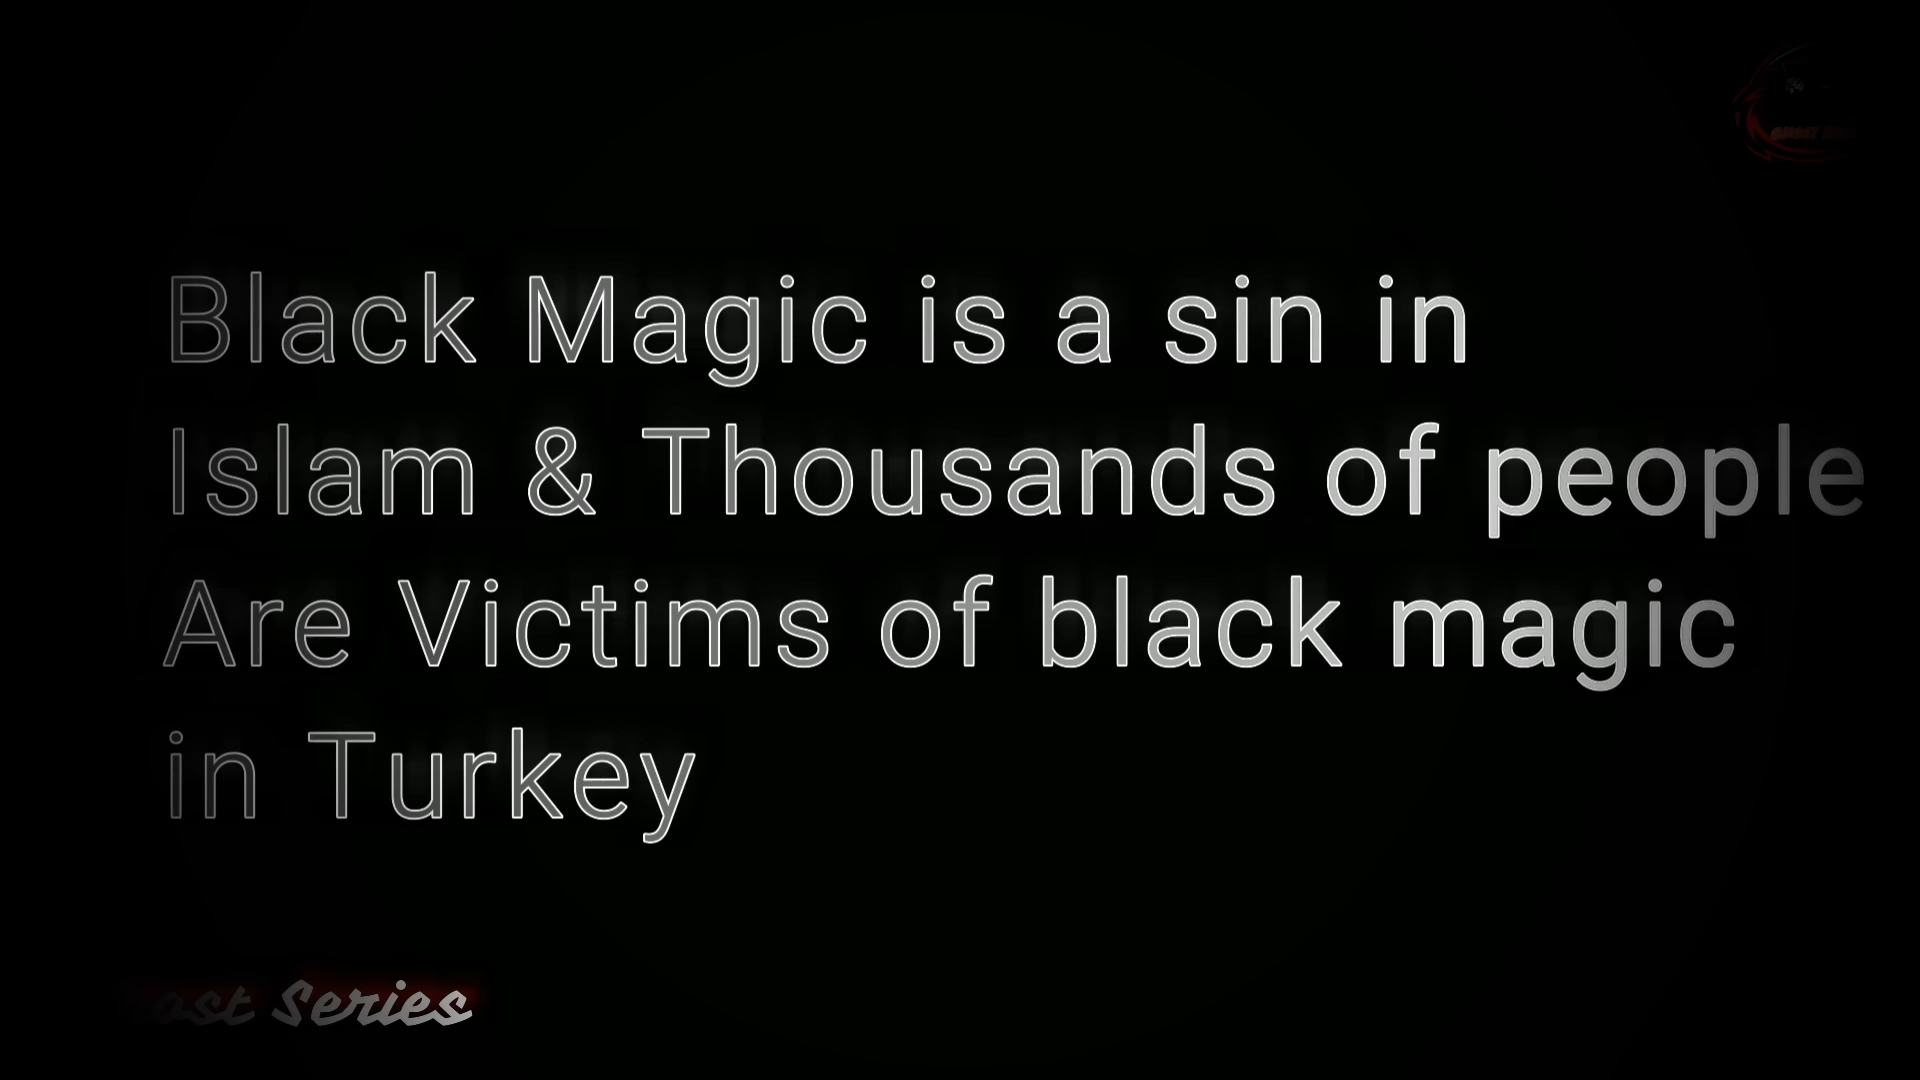 Black Magic is a sin in
Islam & Thousands of people
Are Victims of black magic
in Turkey
Series